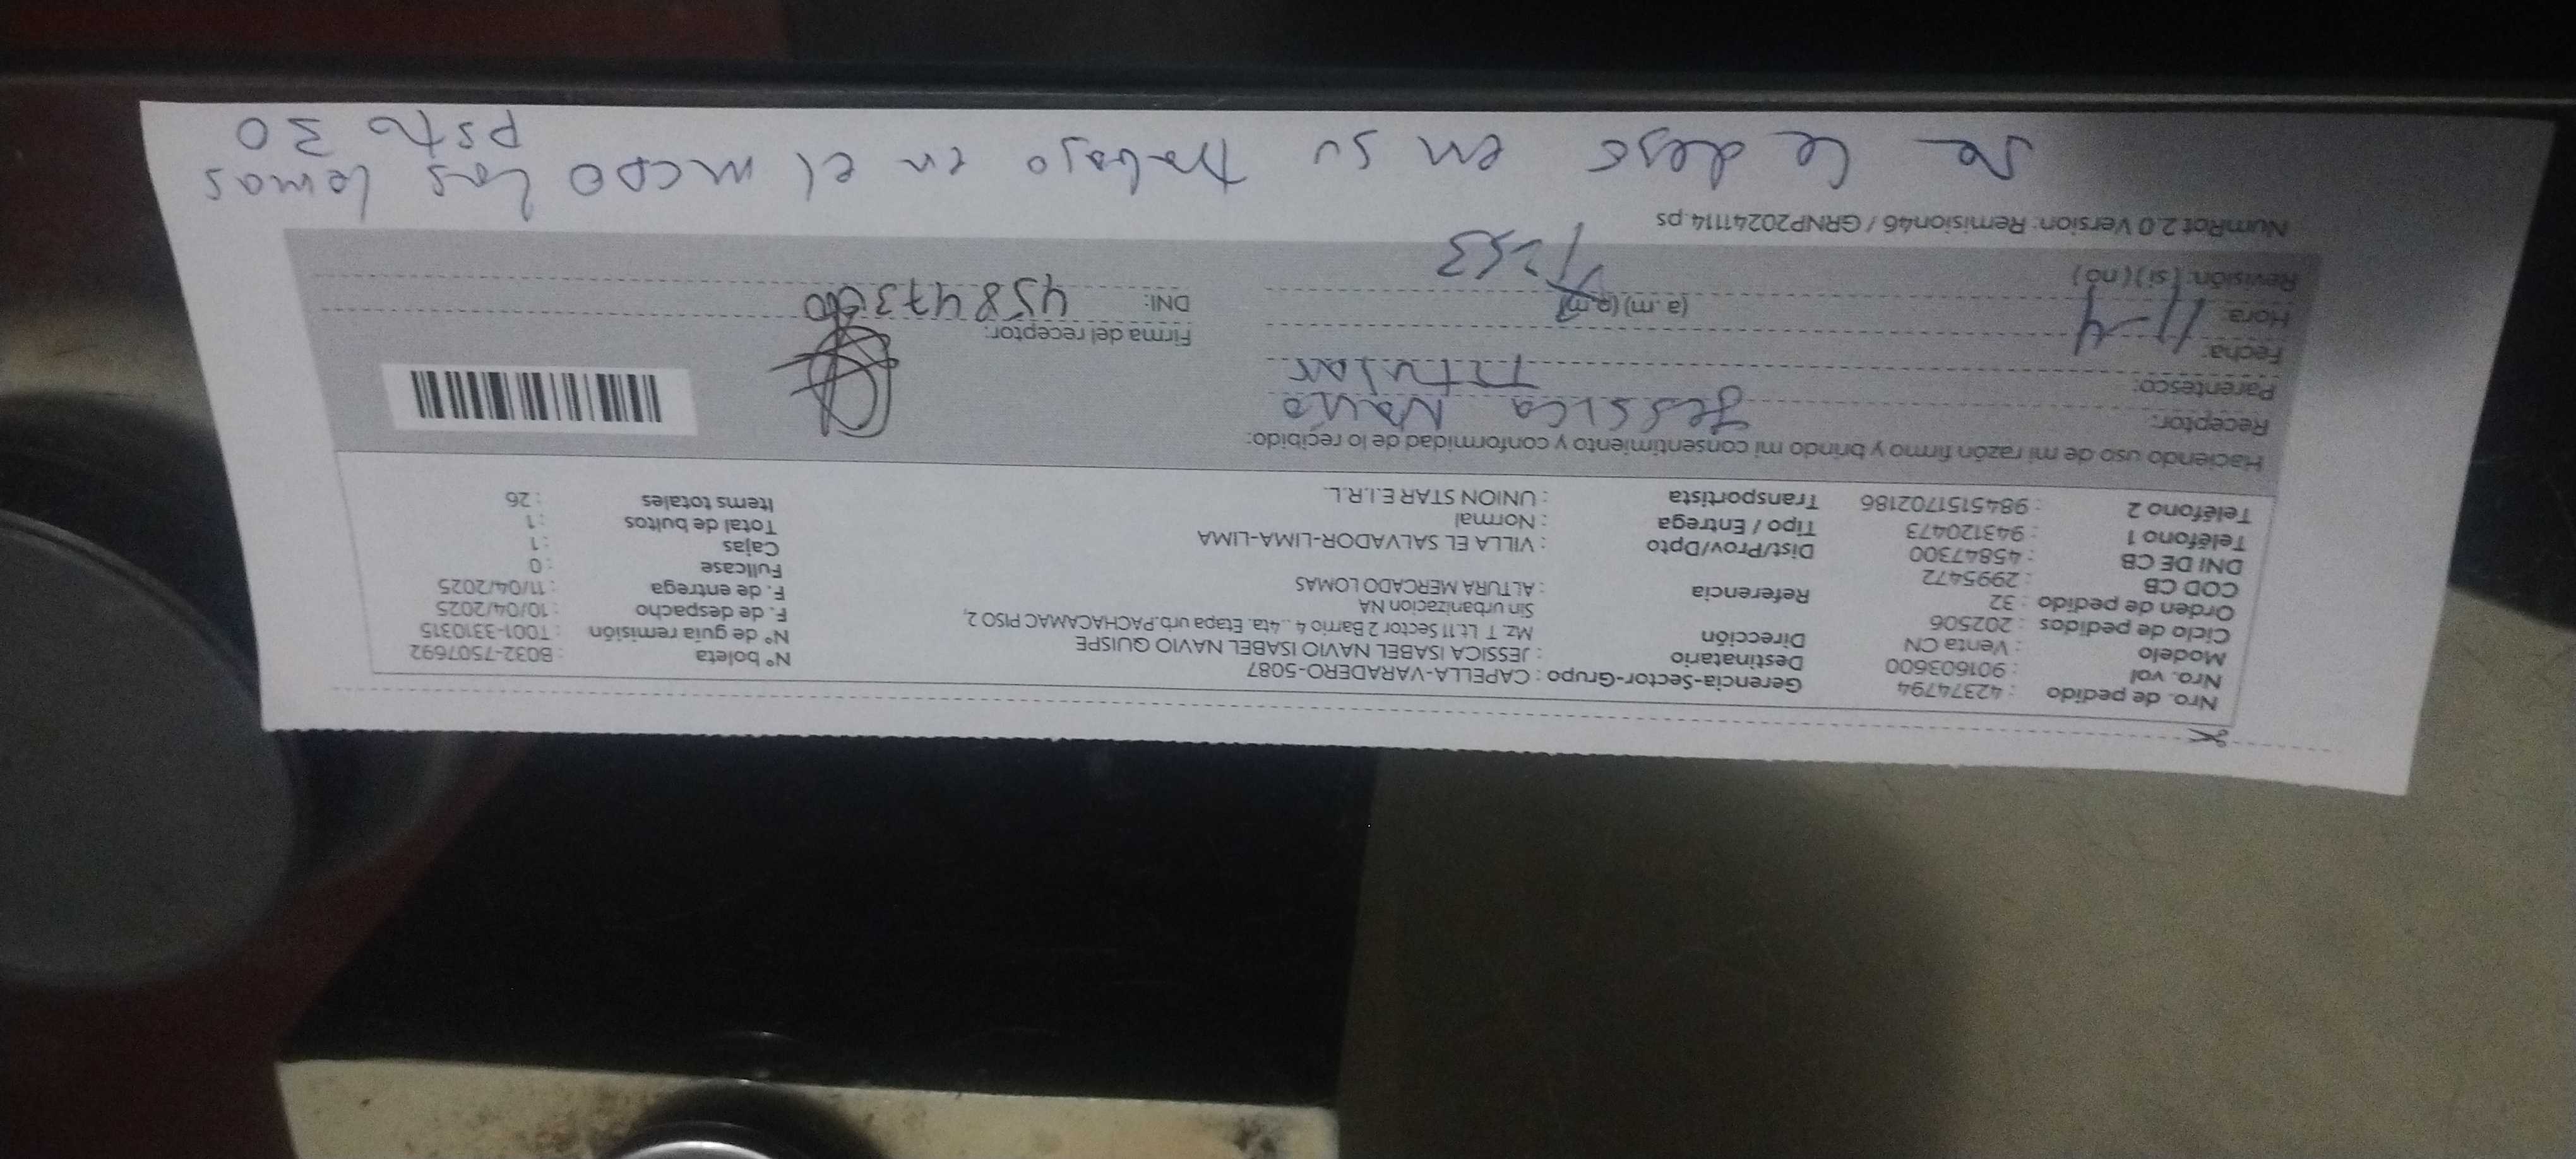 Nro. de pedido : 42374794
Nro. vol : 901603600
Modelo : Venta CN
Ciclo de pedidos : 202506
Orden de pedido : 32
COD CB : 2995472
DNI DE CB : 45847300
Teléfono 1 : 943120473
Teléfono 2 : 984515151702186
Gerencia-Sector-Grupo : CAPELLA-VARADERO-5087
Destinatario : JESSICA ISABEL NAVIO ISABEL NAVIO QUISPE
Dirección Mz. T Lt.11 Sector 2 Barrio 4 ..4ta. Etapa urb.PACHACAMAC PISO 2,
Sin urbanizacion NA
Referencia : ALTURA MERCADO LOMAS
Dist/Prov/Dpto : VILLA EL SALVADOR-LIMA-LIMA
Tipo / Entrega : Normal
Transportista : UNION STAR E.I.R.L.
N° boleta : B032-7507692
N° de guía remisión : T001-3310315
F. de despacho : 10/04/2025
F. de entrega : 11/04/2025
Fullcase : 0
Cajas : 1
Total de bultos : 1
Items totales : 26
Haciendo uso de mi razón firmo y brindo mi consentimiento y conformidad de lo recibido:
Receptor: Jessica Navio
Parentesco: Titular
Fecha: 11-4
Hora: (a.m) (p.m) 1:53
Revisión: (si) (no)
Firma del receptor:
DNI: 45847300
NumRot 2.0 Version: Remision46 / GRNP20241114.ps
Se le dejo en su trabajo en el mcdo las lomas
psto 30